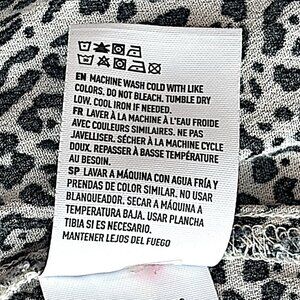 EN MACHINE WASH COLD WITH LIKE
COLORS. DO NOT BLEACH. TUMBLE DRY
LOW. COOL IRON IF NEEDED.
FR LAVER À LA MACHINE À L'EAU FROIDE
AVEC COULEURS SIMILAIRES. NE PAS
JAVELLISER. SÉCHER À LA MACHINE CYCLE
DOUX. REPASSER À BASSE TEMPÉRATURE
AU BESOIN.
SP LAVAR A MÁQUINA CON AGUA FRÍA Y
PRENDAS DE COLOR SIMILAR. NO USAR
BLANQUEADOR. SECAR A MÁQUINA A
TEMPERATURA BAJA. USAR PLANCHA
TIBIA SI ES NECESARIO.
MANTENER LEJOS DEL FUEGO